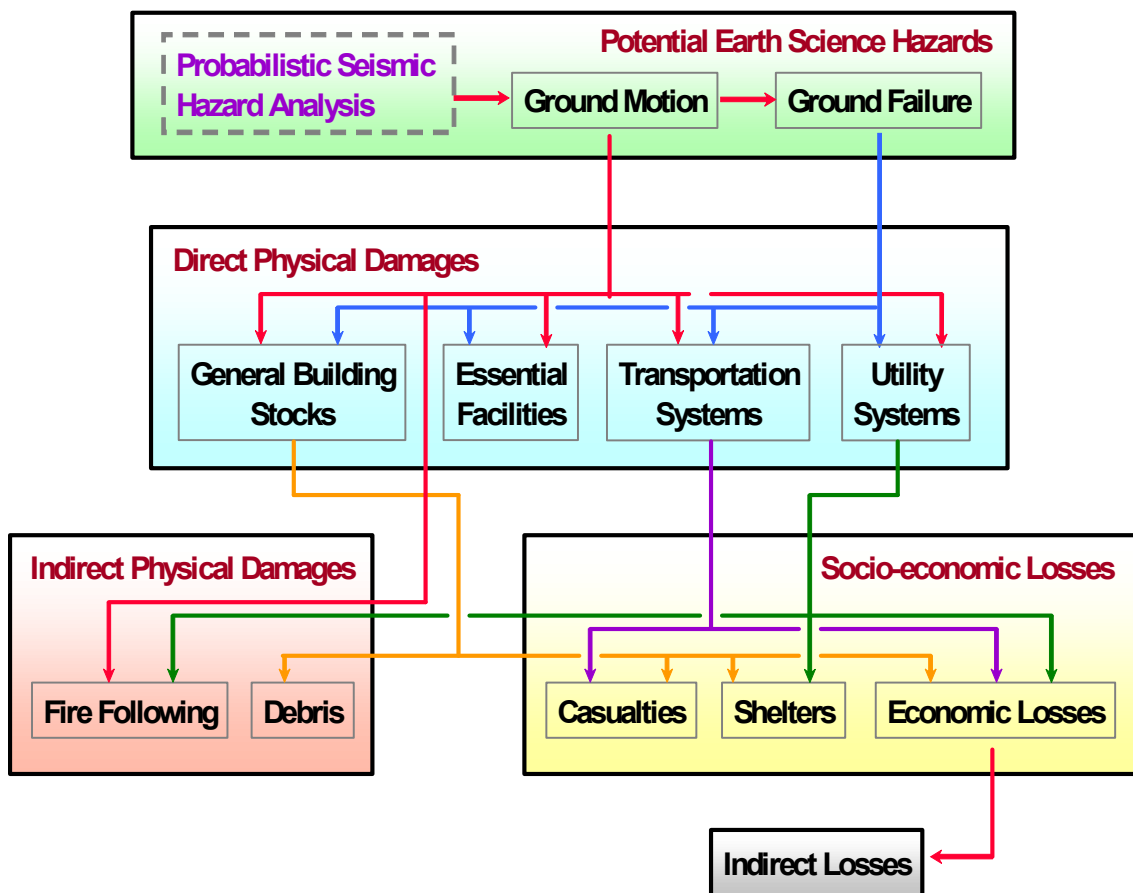 Potential Earth Science Hazards
Probabilistic Seismic
Hazard Analysis
Ground Motion
Ground Failure
Direct Physical Damages
General Building
Stocks
Essential
Facilities
Transportation
Systems
Utility
Systems
Indirect Physical Damages
Socio-economic Losses
Fire Following
Debris
Casualties
Shelters
Economic Losses
Indirect Losses